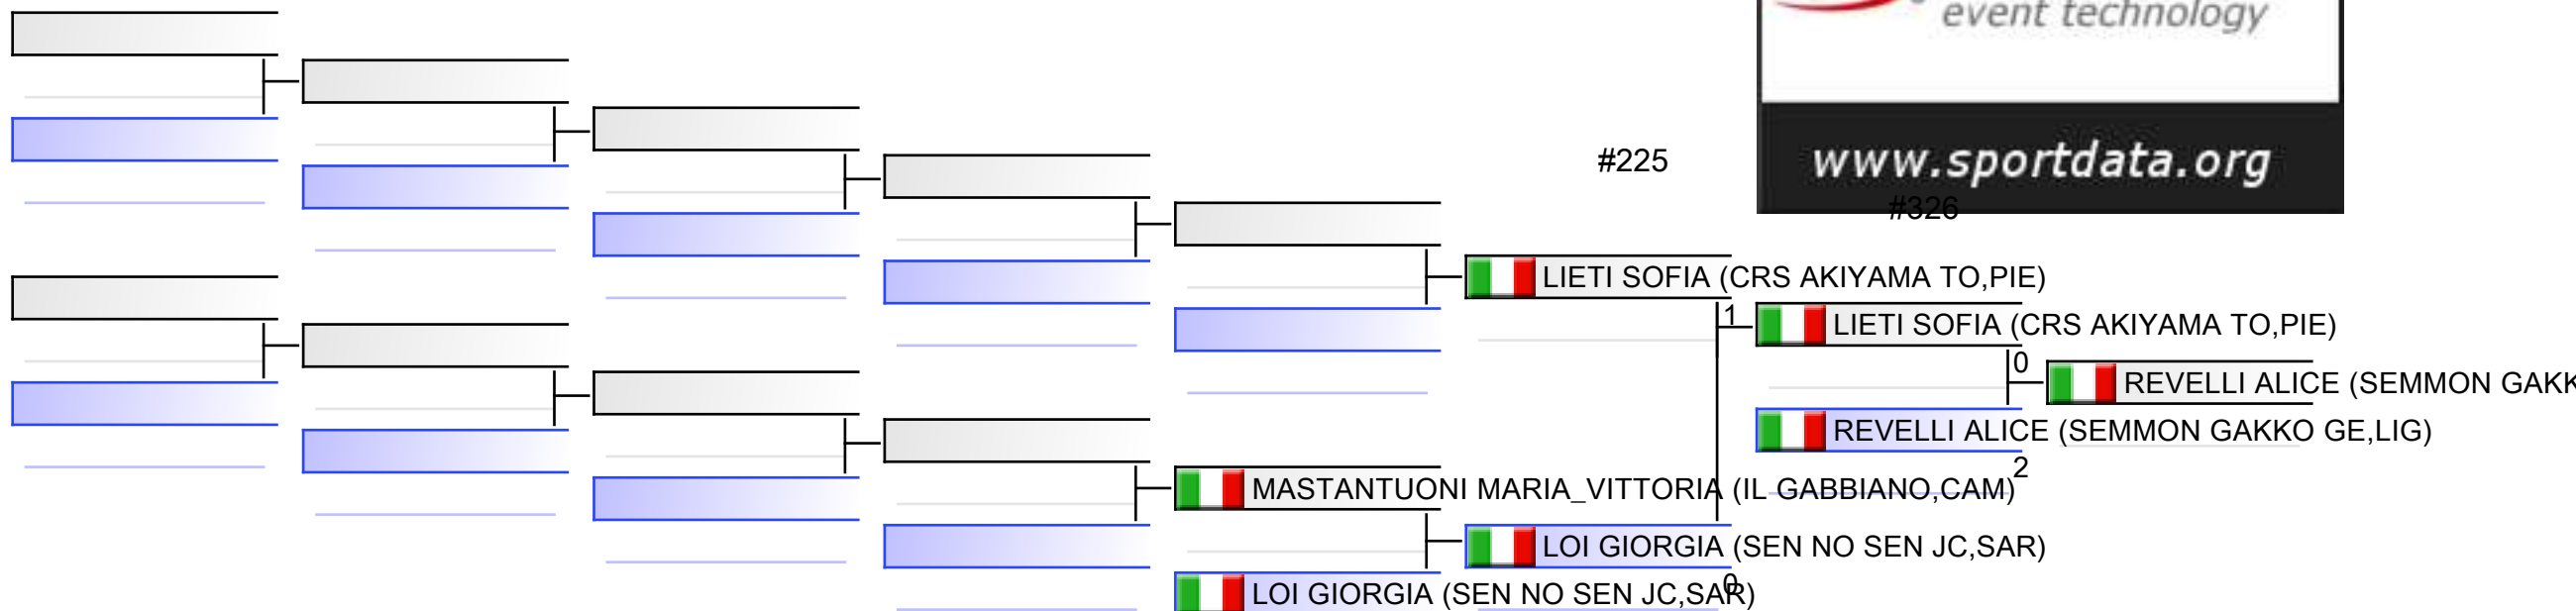 event technology
www.sportdata.org
#225
#326
LIETI SOFIA (CRS AKIYAMA TO,PIE)
1
LIETI SOFIA (CRS AKIYAMA TO,PIE)
0
REVELLI ALICE (SEMMON GAKK
REVELLI ALICE (SEMMON GAKKO GE,LIG)
2
MASTANTUONI MARIA_VITTORIA (IL GABBIANO,CAM)
LOI GIORGIA (SEN NO SEN JC,SAR)
0
LOI GIORGIA (SEN NO SEN JC,SAR)